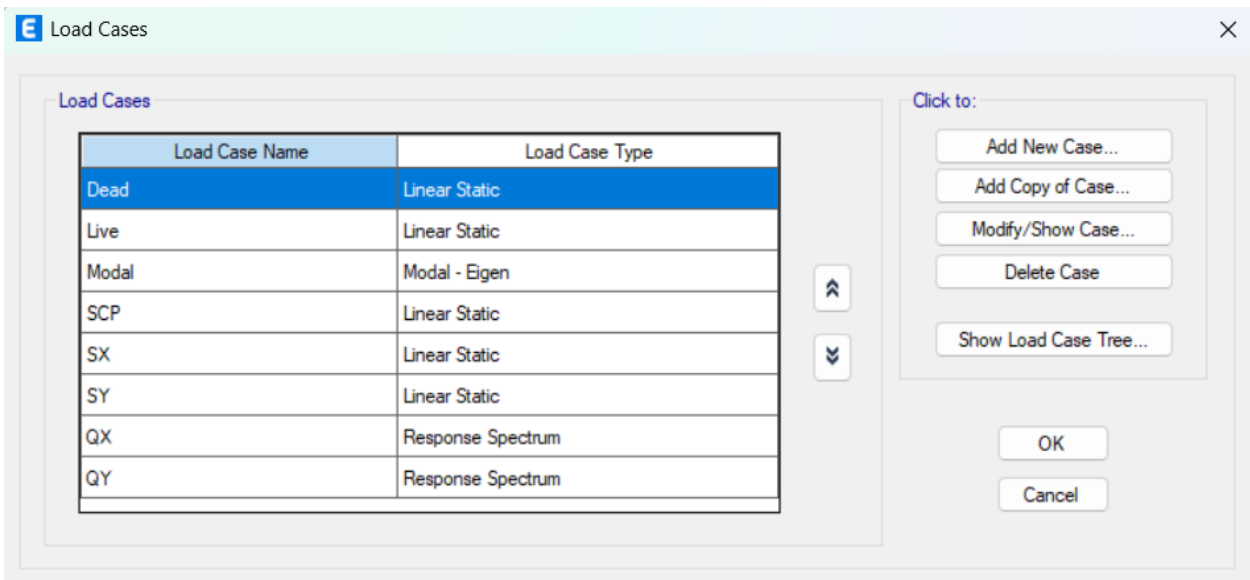 E Load Cases
Load Cases
Load Case Name Load Case Type
Dead Linear Static
Live Linear Static
Modal Modal - Eigen
SCP Linear Static
SX Linear Static
SY Linear Static
QX Response Spectrum
QY Response Spectrum
Click to:
Add New Case...
Add Copy of Case...
Modify/Show Case...
Delete Case
Show Load Case Tree...
OK
Cancel